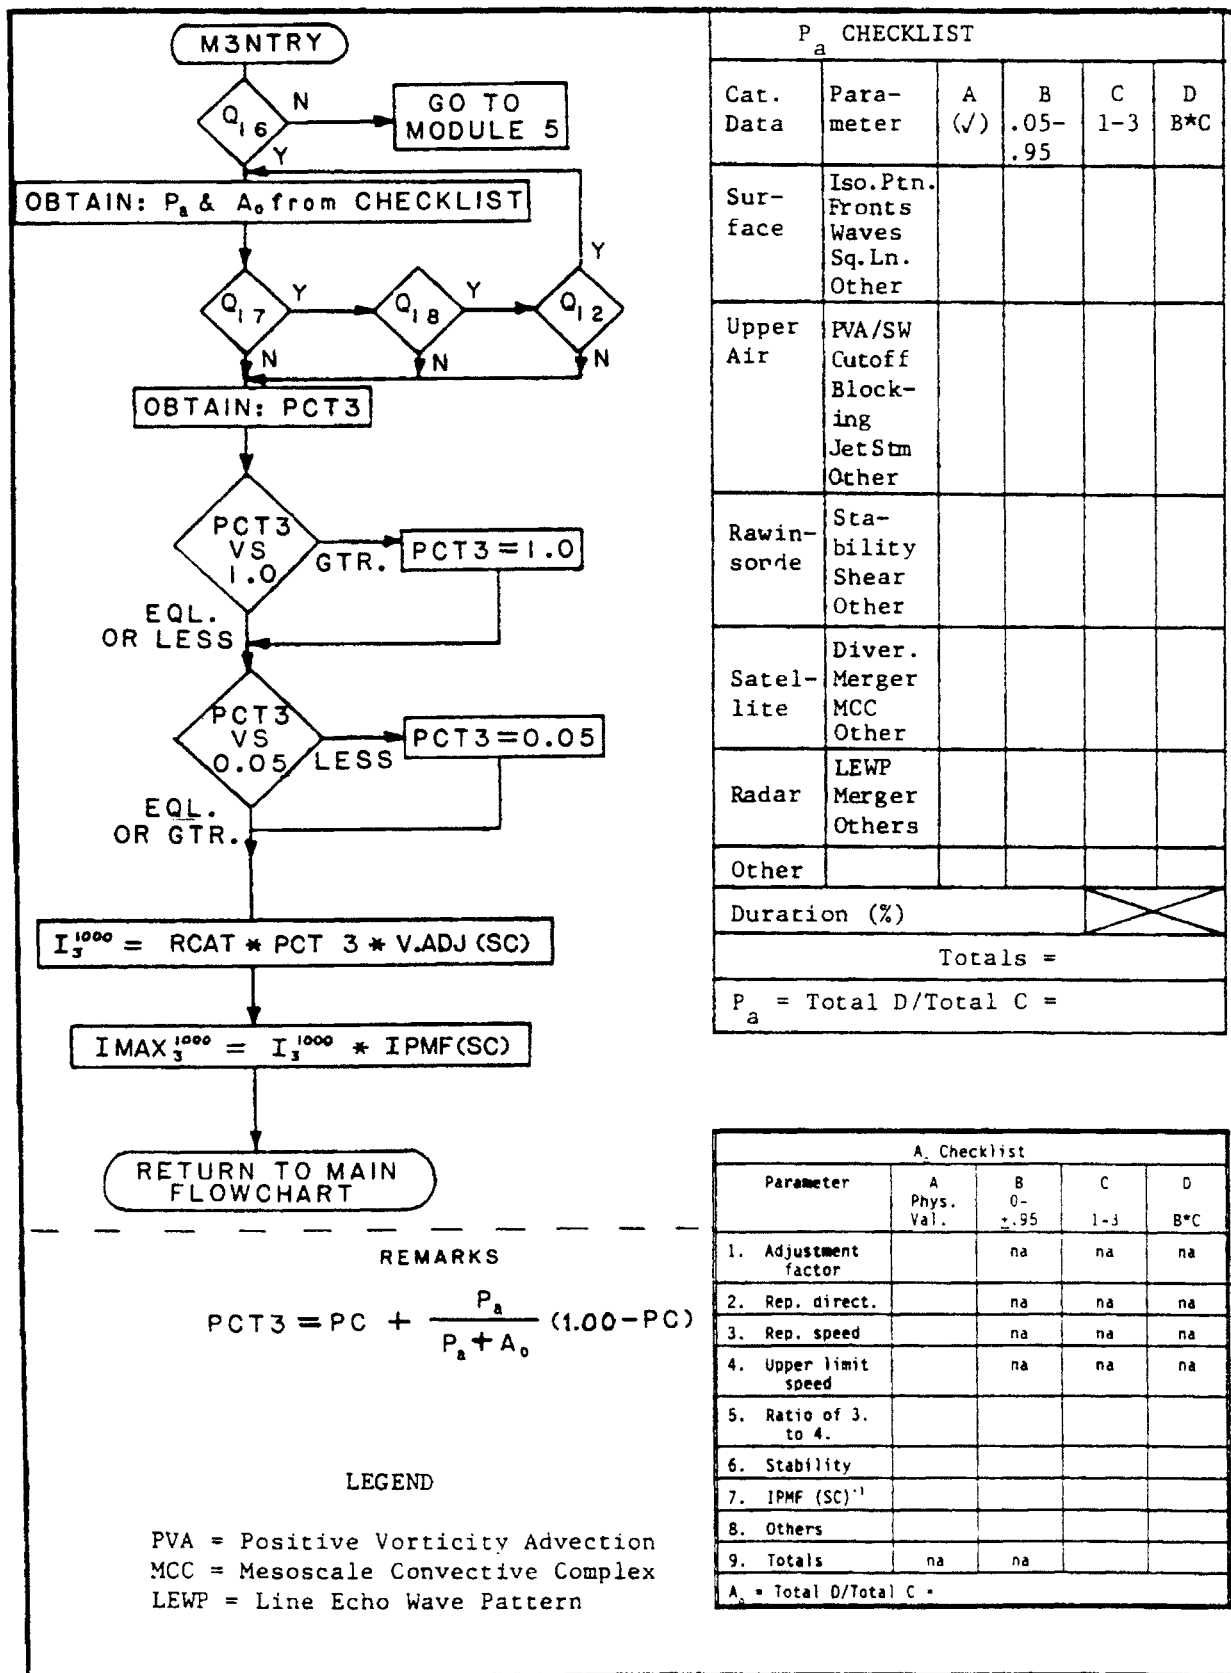 M3NTRY
Q16
N
GO TO
MODULE 5
Y
OBTAIN: Pa & Ao from CHECKLIST
Y
Q17
Y
Q18
Y
Q12
N
N
N
OBTAIN: PCT3
PCT3
VS
1.0
GTR.
PCT3=1.0
EQL.
OR LESS
PCT3
VS
0.05
LESS
PCT3=0.05
EQL.
OR GTR.
I₃¹⁰⁰⁰ = RCAT * PCT 3 * V.ADJ (SC)
IMAX₃¹⁰⁰⁰ = I₃¹⁰⁰⁰ * IPMF(SC)
RETURN TO MAIN
FLOWCHART
REMARKS
PCT3 = PC + Pa / (Pa + Ao) (1.00-PC)
LEGEND
PVA = Positive Vorticity Advection
MCC = Mesoscale Convective Complex
LEWP = Line Echo Wave Pattern
Pa CHECKLIST
Cat. Para- A B C D
Data meter (√) .05- 1-3 B*C
.95
Sur-
face
Iso.Ptn.
Fronts
Waves
Sq.Ln.
Other
Upper
Air
PVA/SW
Cutoff
Block-
ing
JetStm
Other
Rawin-
sonde
Sta-
bility
Shear
Other
Satel-
lite
Diver.
Merger
MCC
Other
Radar
LEWP
Merger
Others
Other
Duration (%)
Totals =
Pa = Total D/Total C =
Ao Checklist
Parameter A B C D
Phys. 0-
Val. ±.95 1-3 B*C
1. Adjustment na na na
factor
2. Rep. direct. na na na
3. Rep. speed na na na
4. Upper limit na na na
speed
5. Ratio of 3.
to 4.
6. Stability
7. IPMF (SC)⁻¹
8. Others
9. Totals na na
Ao = Total D/Total C =